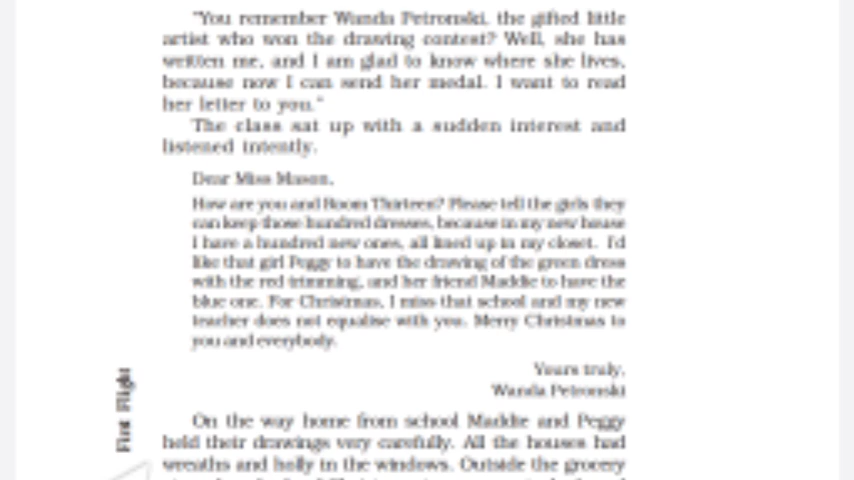 "You remember Wanda Petronski, the gifted little
artist who won the drawing contest? Well, she has
written me, and I am glad to know where she lives,
because now I can send her medal. I want to read
her letter to you."
The class sat up with a sudden interest and
listened intently.
Dear Miss Mason,
How are you and Room Thirteen? Please tell the girls they
can keep those hundred dresses, because in my new house
I have a hundred new ones, all lined up in my closet. I'd
like that girl Peggy to have the drawing of the green dress
with the red trimming, and her friend Maddie to have the
blue one. For Christmas, I miss that school and my new
teacher does not equalise with you. Merry Christmas to
you and everybody.
Yours truly,
Wanda Petronski
First Flight
On the way home from school Maddie and Peggy
held their drawings very carefully. All the houses had
wreaths and holly in the windows. Outside the grocery